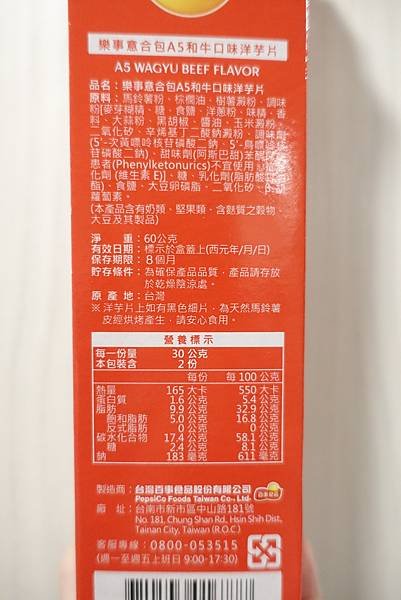 樂事意合包A5和牛口味洋芋片
A5 WAGYU BEEF FLAVOR
品名：樂事意合包A5和牛口味洋芋片
原料：馬鈴薯粉、棕櫚油、樹薯澱粉、調味
粉[麥芽糊精、糖、食鹽、洋蔥粉、味精、香
料、大蒜粉、黑胡椒、醬油、玉米澱粉、
二氧化矽、辛烯基丁二酸鈉澱粉、調味劑
(5'-次黃嘌呤核苷磷酸二鈉、5'-鳥嘌呤核
苷磷酸二鈉)、甜味劑(阿斯巴甜)苯酮尿
患者(Phenylketonurics)不宜使用、
化劑 (維生素 E)]、糖、乳化劑(脂肪酸
酯)、食鹽、大豆卵磷脂、二氧化矽、
蘿蔔素。
(本產品含有奶類、堅果類、含麩質之穀物、
大豆及其製品)
淨 重：60公克
有效日期：標示於盒蓋上(西元年/月/日)
保存期限：8個月
貯存條件：為確保產品品質，產品請存放
於乾燥陰涼處。
原 產 地：台灣
※洋芋片上如有黑色細片，為天然馬鈴薯
皮經烘烤產生，請安心食用。
營養標示
每一份量 30 公克
本包裝含 2 份
每份 每 100 公克
熱量 165 大卡 550 大卡
蛋白質 1.6 公克 5.4 公克
脂肪 9.9 公克 32.9 公克
飽和脂肪 5.0 公克 16.8 公克
反式脂肪 0 公克 0 公克
碳水化合物 17.4 公克 58.1 公克
糖 2.4 公克 8.1 公克
鈉 183 毫克 611 毫克
製造商：台灣百事食品股份有限公司
PepsiCo Foods Taiwan Co., Ltd.
廠 址：台南市新市區中山路181號
No. 181, Chung Shan Rd., Hsin Shih Dist.,
Tainan City, Taiwan (R.O.C.)
客服專線：0800-053515
(週一至週五上班日 9:00-17:30)